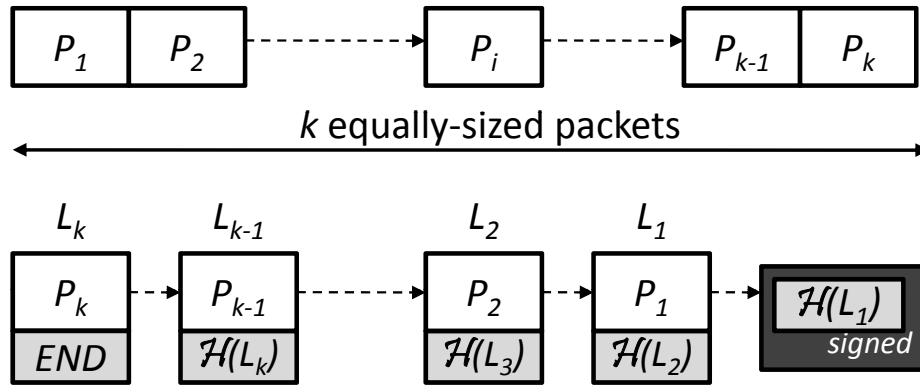 P₁ P₂ Pᵢ Pₖ₋₁ Pₖ
k equally-sized packets
Lₖ Lₖ₋₁ L₂ L₁
Pₖ Pₖ₋₁ P₂ P₁ ℋ(L₁)
END ℋ(Lₖ) ℋ(L₃) ℋ(L₂) signed